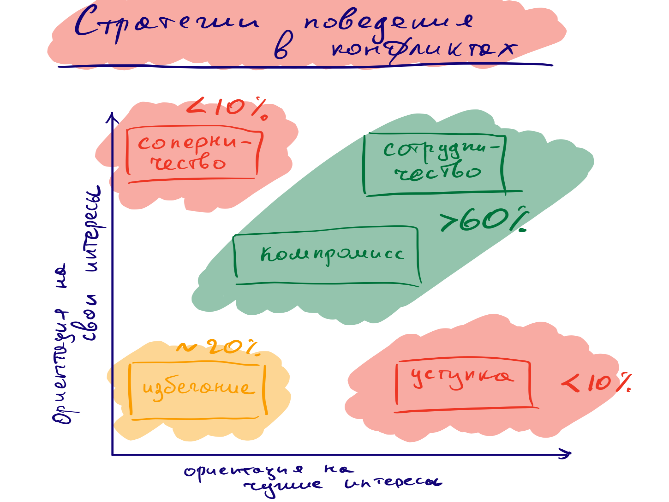 Стратегии поведения
в конфликтах
<10%
соперни-
чество
сотрудни-
чество
>60%
компромисс
~20%
избегание
уступка
<10%
Ориентация на
свои интересы
ориентация на
чужие интересы